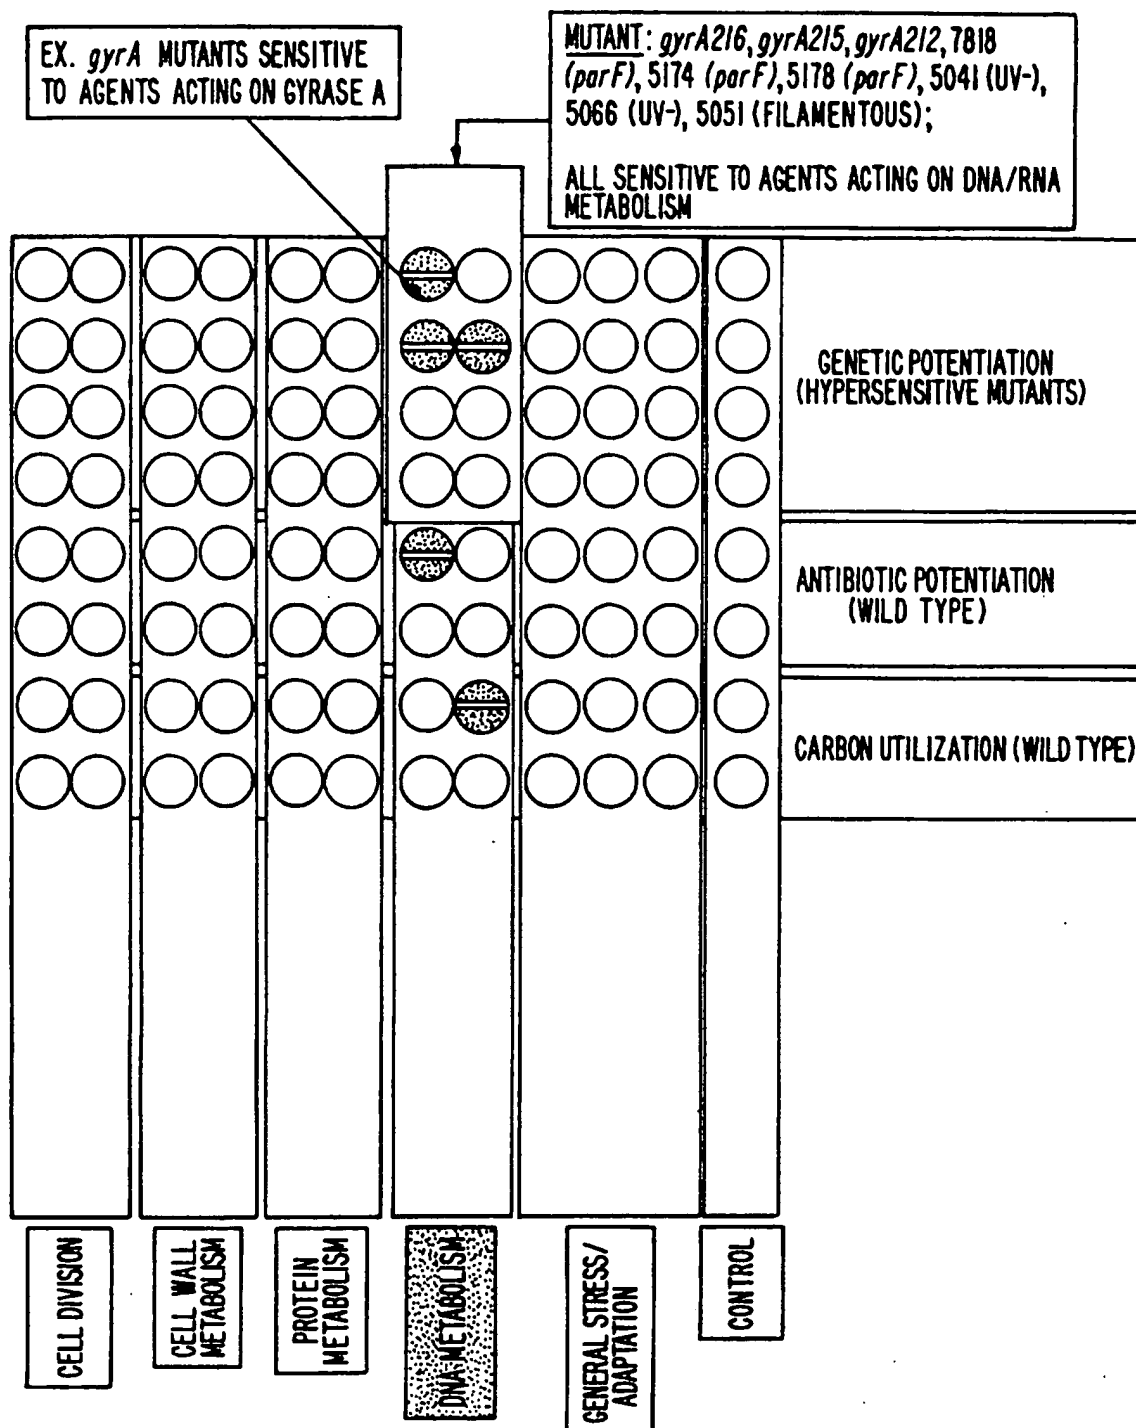 EX. gyrA MUTANTS SENSITIVE
TO AGENTS ACTING ON GYRASE A
MUTANT: gyrA216, gyrA215, gyrA212, 7818
(parF), 5174 (parF), 5178 (parF), 5041 (UV-),
5066 (UV-), 5051 (FILAMENTOUS);
ALL SENSITIVE TO AGENTS ACTING ON DNA/RNA
METABOLISM
GENETIC POTENTIATION
(HYPERSENSITIVE MUTANTS)
ANTIBIOTIC POTENTIATION
(WILD TYPE)
CARBON UTILIZATION (WILD TYPE)
CELL DIVISION
CELL WALL
METABOLISM
PROTEIN
METABOLISM
DNA METABOLISM
GENERAL STRESS/
ADAPTATION
CONTROL